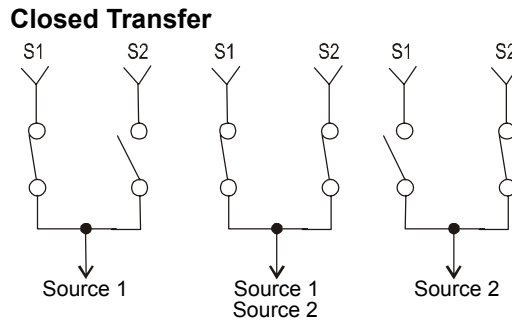 Closed Transfer
S1 S2 S1 S2 S1 S2
Source 1 Source 1 Source 2
Source 2